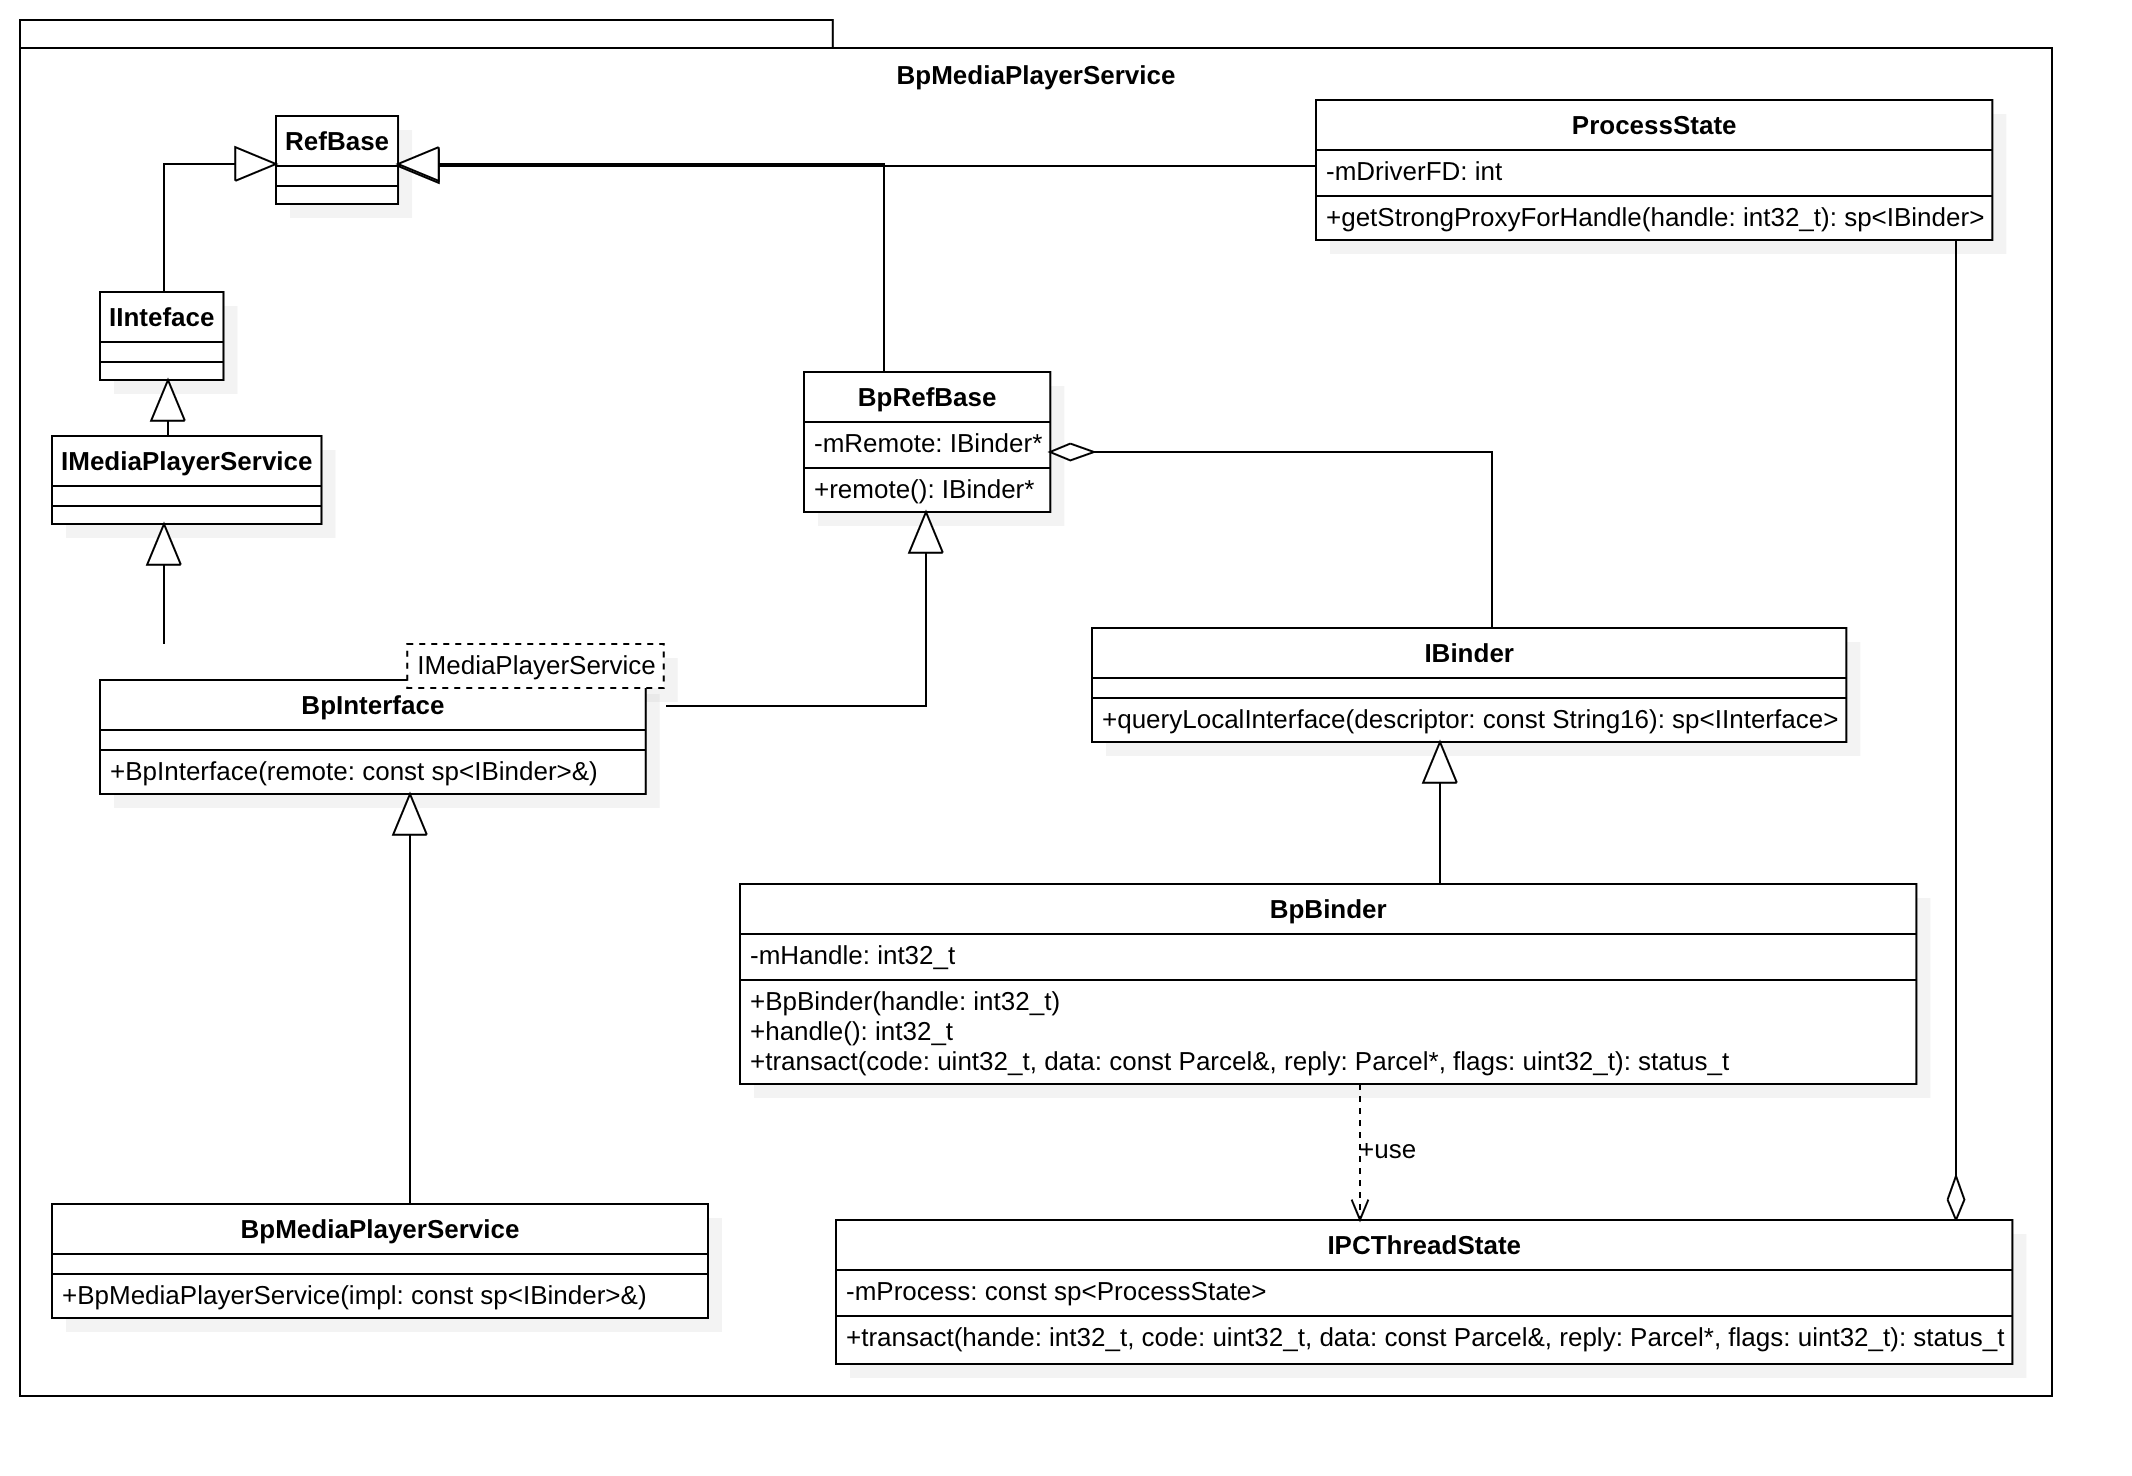 BpMediaPlayerService
RefBase
ProcessState
-mDriverFD: int
+getStrongProxyForHandle(handle: int32_t): sp<IBinder>
IInteface
IMediaPlayerService
BpRefBase
-mRemote: IBinder*
+remote(): IBinder*
IMediaPlayerService
BpInterface
+BpInterface(remote: const sp<IBinder>&)
IBinder
+queryLocalInterface(descriptor: const String16): sp<IInterface>
BpBinder
-mHandle: int32_t
+BpBinder(handle: int32_t)
+handle(): int32_t
+transact(code: uint32_t, data: const Parcel&, reply: Parcel*, flags: uint32_t): status_t
+use
BpMediaPlayerService
+BpMediaPlayerService(impl: const sp<IBinder>&)
IPCThreadState
-mProcess: const sp<ProcessState>
+transact(hande: int32_t, code: uint32_t, data: const Parcel&, reply: Parcel*, flags: uint32_t): status_t